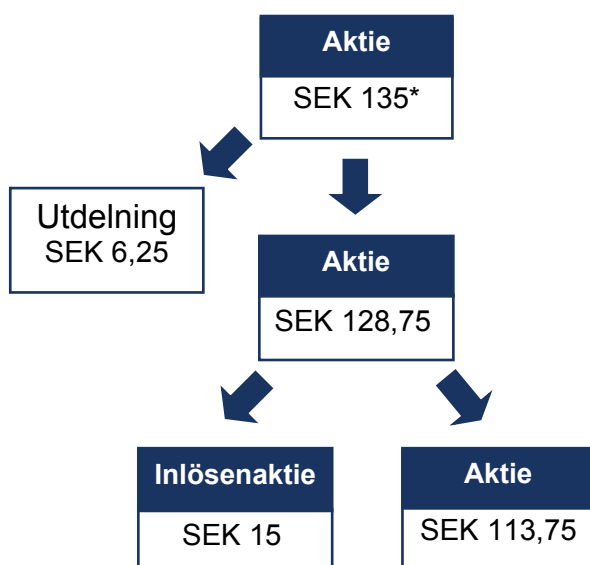 Aktie
SEK 135*
Utdelning
SEK 6,25
Aktie
SEK 128,75
Inlösenaktie
SEK 15
Aktie
SEK 113,75